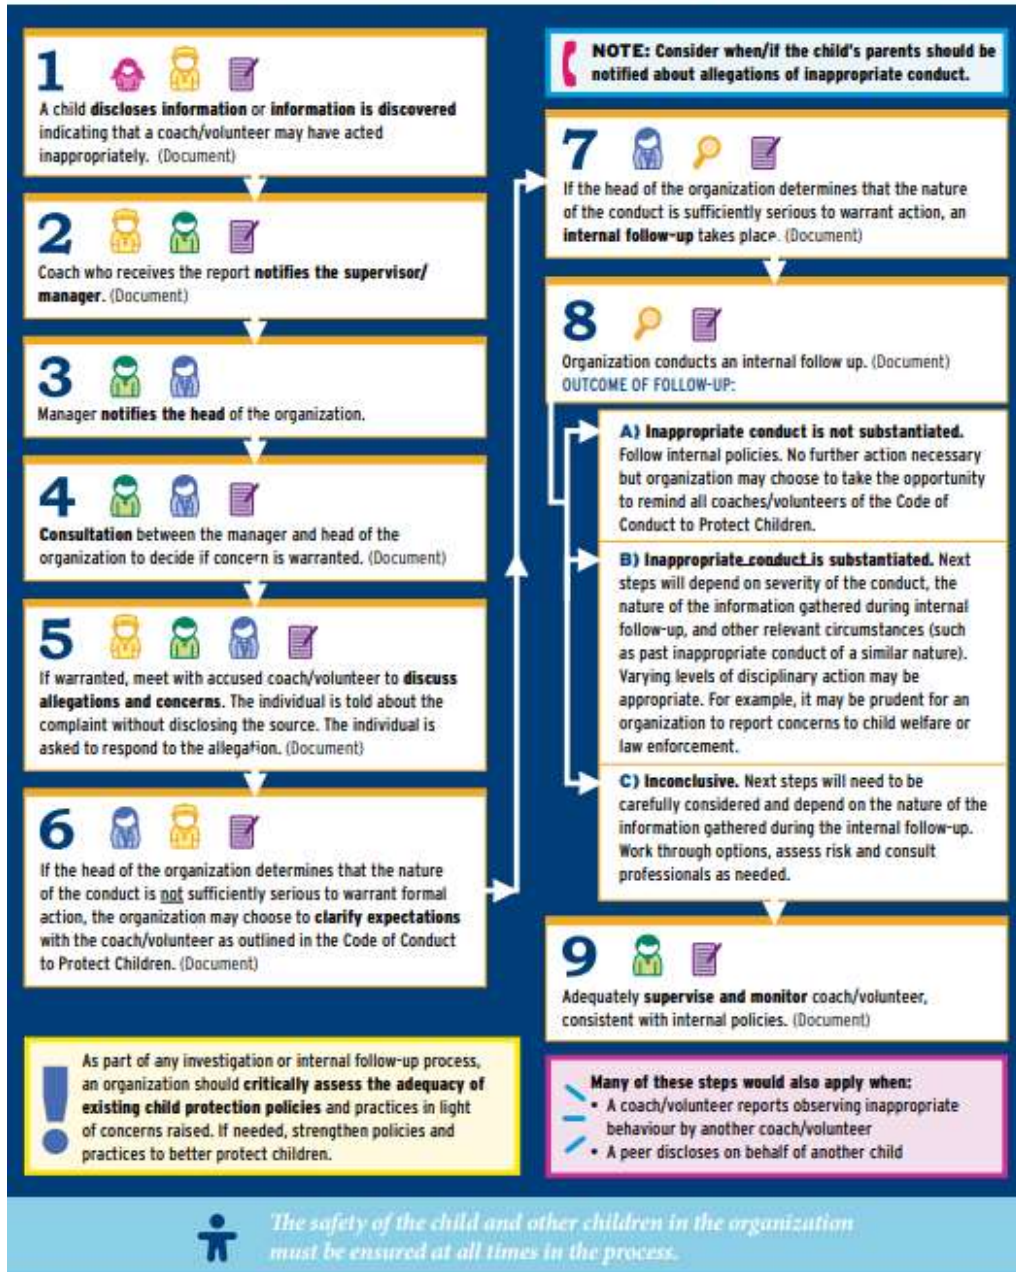 1
A child discloses information or information is discovered
indicating that a coach/volunteer may have acted
inappropriately. (Document)
2
Coach who receives the report notifies the supervisor/
manager. (Document)
3
Manager notifies the head of the organization.
4
Consultation between the manager and head of the
organization to decide if concern is warranted. (Document)
5
If warranted, meet with accused coach/volunteer to discuss
allegations and concerns. The individual is told about the
complaint without disclosing the source. The individual is
asked to respond to the allegation. (Document)
6
If the head of the organization determines that the nature
of the conduct is not sufficiently serious to warrant formal
action, the organization may choose to clarify expectations
with the coach/volunteer as outlined in the Code of Conduct
to Protect Children. (Document)
As part of any investigation or internal follow-up process,
an organization should critically assess the adequacy of
existing child protection policies and practices in light
of concerns raised. If needed, strengthen policies and
practices to better protect children.
NOTE: Consider when/if the child's parents should be
notified about allegations of inappropriate conduct.
7
If the head of the organization determines that the nature
of the conduct is sufficiently serious to warrant action, an
internal follow-up takes place. (Document)
8
Organization conducts an internal follow up. (Document)
OUTCOME OF FOLLOW-UP:
A) Inappropriate conduct is not substantiated.
Follow internal policies. No further action necessary
but organization may choose to take the opportunity
to remind all coaches/volunteers of the Code of
Conduct to Protect Children.
B) Inappropriate conduct is substantiated. Next
steps will depend on severity of the conduct, the
nature of the information gathered during internal
follow-up, and other relevant circumstances (such
as past inappropriate conduct of a similar nature).
Varying levels of disciplinary action may be
appropriate. For example, it may be prudent for an
organization to report concerns to child welfare or
law enforcement.
C) Inconclusive. Next steps will need to be
carefully considered and depend on the nature of the
information gathered during the internal follow-up.
Work through options, assess risk and consult
professionals as needed.
9
Adequately supervise and monitor coach/volunteer,
consistent with internal policies. (Document)
Many of these steps would also apply when:
• A coach/volunteer reports observing inappropriate
behaviour by another coach/volunteer
• A peer discloses on behalf of another child
The safety of the child and other children in the organization
must be ensured at all times in the process.